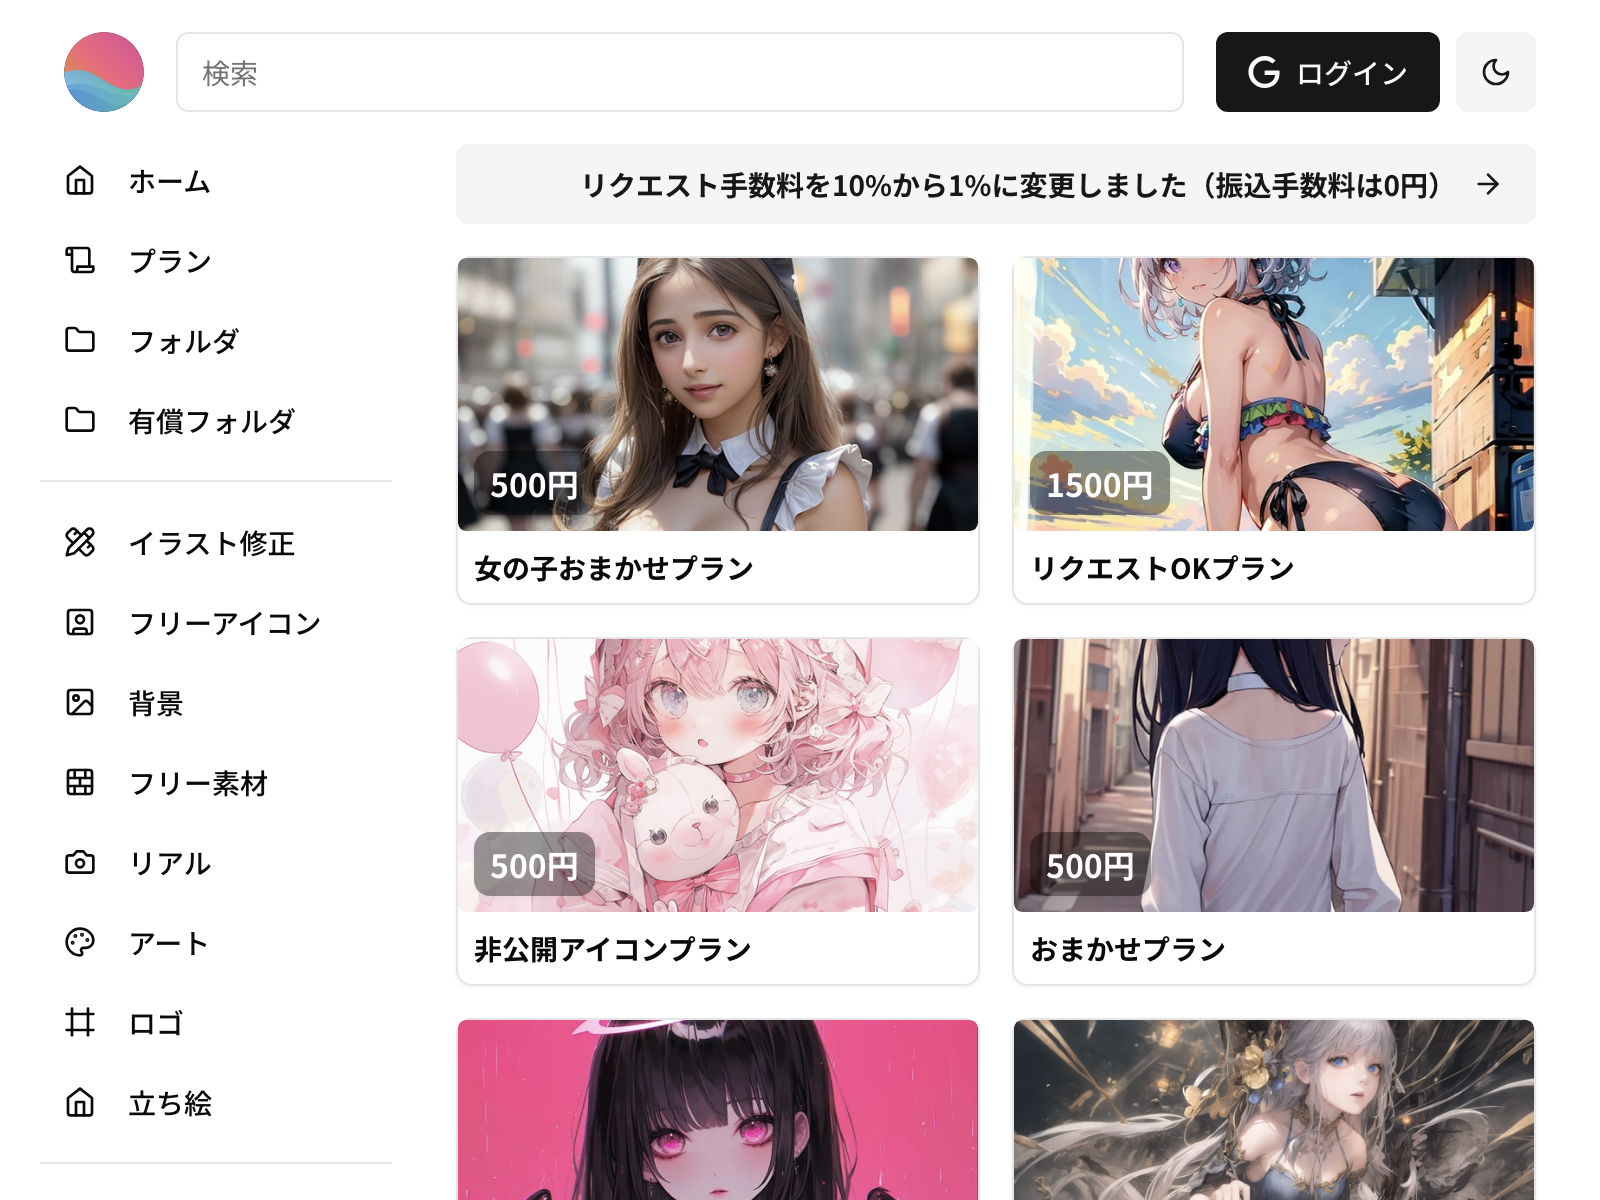 検索
ログイン
ホーム
プラン
フォルダ
有償フォルダ
イラスト修正
フリーアイコン
背景
フリー素材
リアル
アート
ロゴ
立ち絵
リクエスト手数料を10%から1%に変更しました（振込手数料は0円）
500円
女の子おまかせプラン
1500円
リクエストOKプラン
500円
非公開アイコンプラン
500円
おまかせプラン